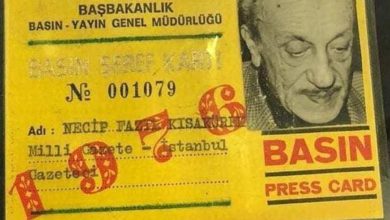 BAŞBAKANLIK
BASIN - YAYIN GENEL MÜDÜRLÜĞÜ
BASIN ŞEREF KARTI
№ 001079
Adı : NECİP FAZIL KISAKÜREK
Milli Gazete - İstanbul
Gazeteci
1976
BASIN
PRESS CARD